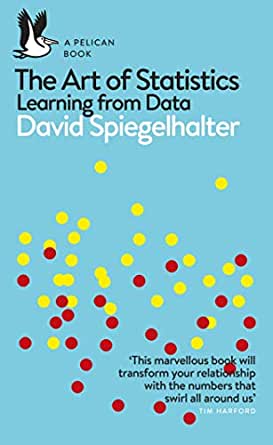 A PELICAN
BOOK
The Art of Statistics
Learning from Data
David Spiegelhalter
‘This marvellous book will
transform your relationship
with the numbers that
swirl all around us’
TIM HARFORD